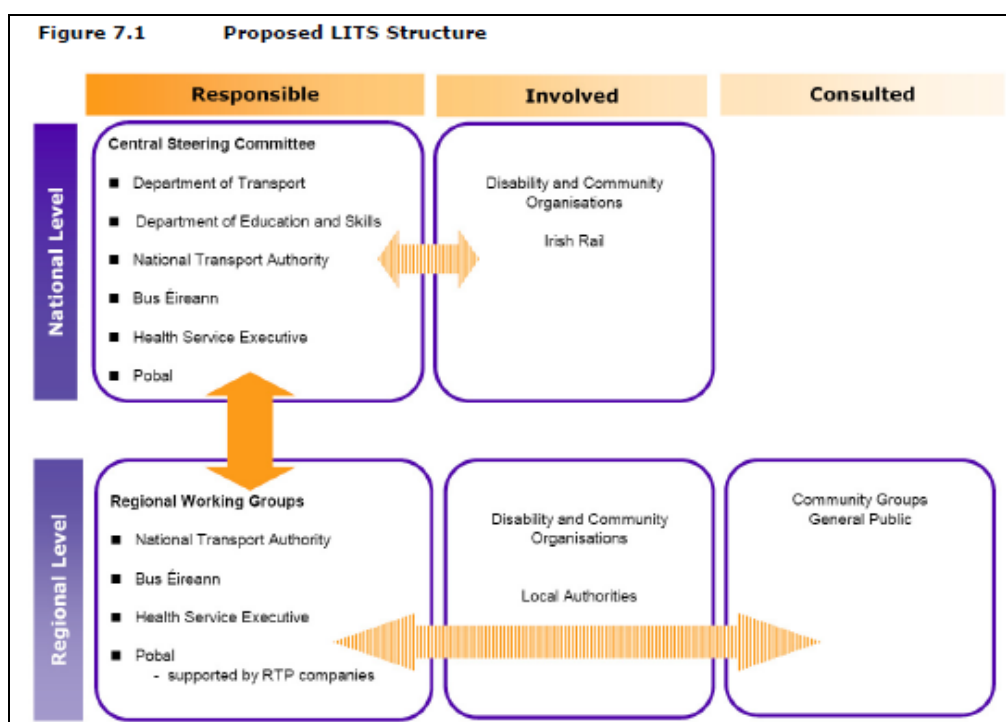 Figure 7.1 Proposed LITS Structure
Responsible
Involved
Consulted
National Level
Central Steering Committee
■ Department of Transport
■ Department of Education and Skills
■ National Transport Authority
■ Bus Éireann
■ Health Service Executive
■ Pobal
Disability and Community
Organisations
Irish Rail
Regional Level
Regional Working Groups
■ National Transport Authority
■ Bus Éireann
■ Health Service Executive
■ Pobal
- supported by RTP companies
Disability and Community
Organisations
Local Authorities
Community Groups
General Public